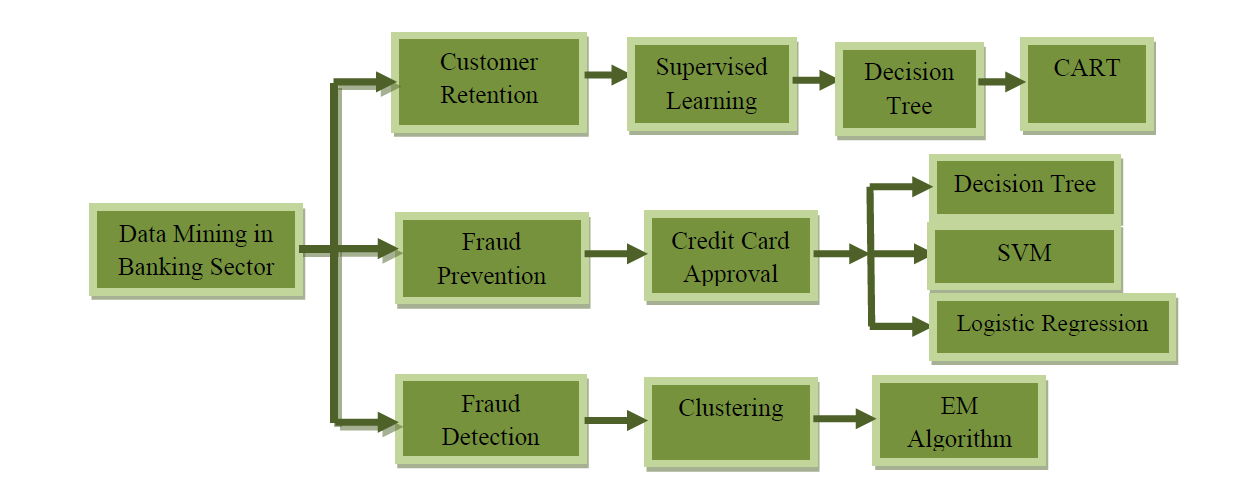 Data Mining in
Banking Sector
Customer
Retention
Supervised
Learning
Decision
Tree
CART
Fraud
Prevention
Credit Card
Approval
Decision Tree
SVM
Logistic Regression
Fraud
Detection
Clustering
EM
Algorithm